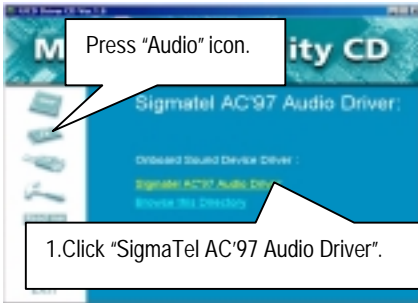 Press “Audio” icon.
M
ity CD
Sigmatel AC'97 Audio Driver:
Onboard Sound Device Driver :
Sigmatel AC'97 Audio
Browse this Directory
1.Click “SigmaTel AC’97 Audio Driver”.
EXIT